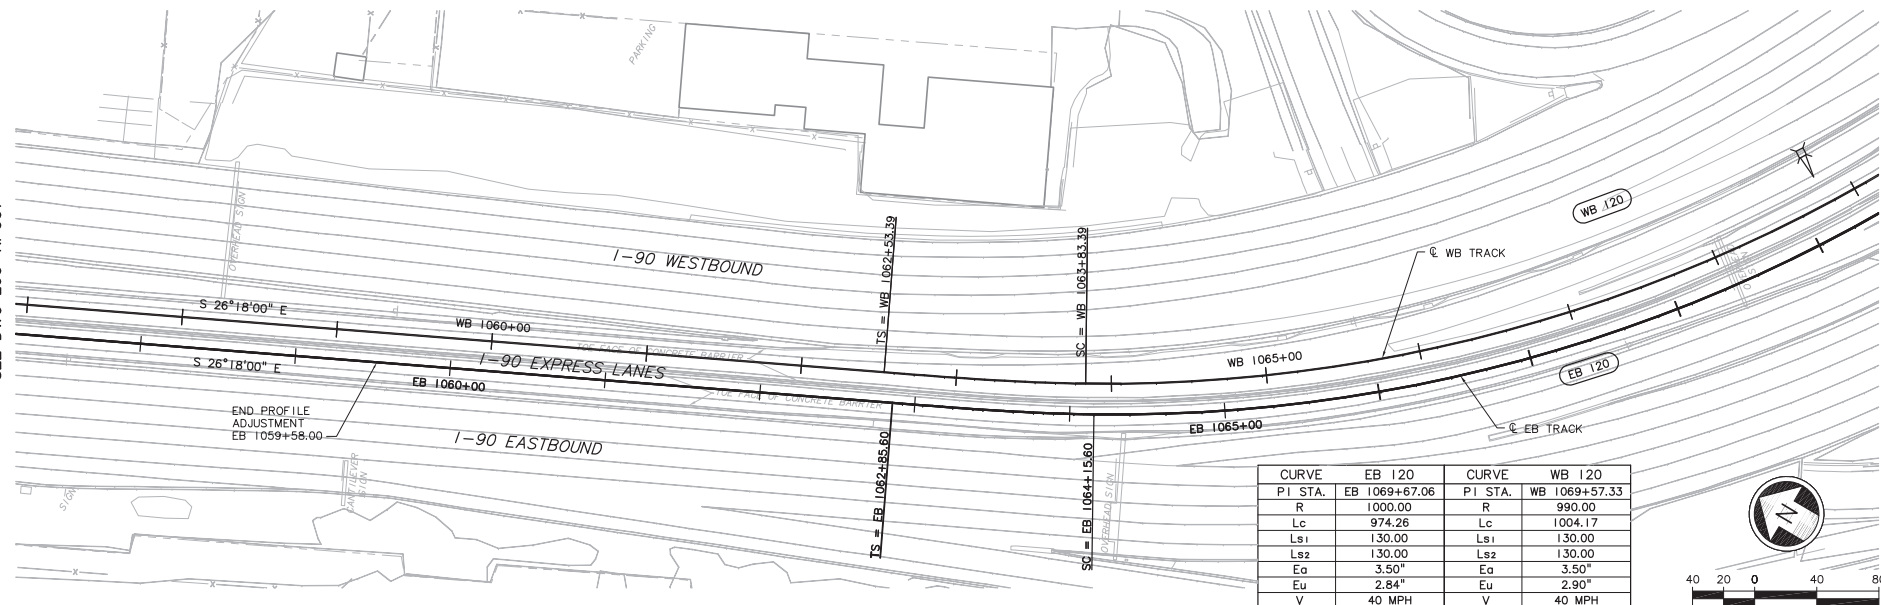 PARKING
OVERHEAD SIGN
I-90 WESTBOUND
TS = WB 1062+53.39
SC = WB 1063+83.39
WB 120
℄ WB TRACK
S 26°18'00" E
WB 1060+00
TOE FACE OF CONCRETE BARRIER
WB 1065+00
I-90 EXPRESS LANES
S 26°18'00" E
EB 1060+00
TOE FACE OF CONCRETE BARRIER
EB 120
END PROFILE
ADJUSTMENT
EB 1059+58.00
I-90 EASTBOUND
EB 1065+00
℄ EB TRACK
TS = EB 1062+85.60
SC = EB 1064+15.60
OVERHEAD SIGN
CANTILEVER
SIGN
SIGN
CURVE EB 120 CURVE WB 120
PI STA. EB 1069+67.06 PI STA. WB 1069+57.33
R 1000.00 R 990.00
Lc 974.26 Lc 1004.17
Ls1 130.00 Ls1 130.00
Ls2 130.00 Ls2 130.00
Ea 3.50" Ea 3.50"
Eu 2.84" Eu 2.90"
V 40 MPH V 40 MPH
N
40 20 0 40 80